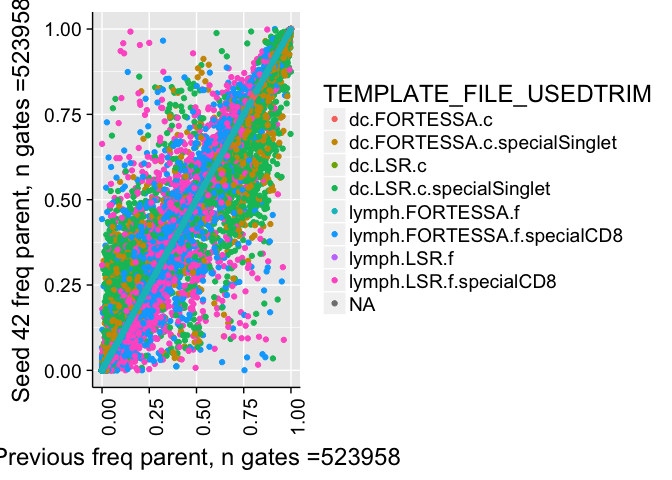 Seed 42 freq parent, n gates =523958
1.00
0.75
0.50
0.25
0.00
0.00
0.25
0.50
0.75
1.00
Previous freq parent, n gates =523958
TEMPLATE_FILE_USEDTRIM
dc.FORTESSA.c
dc.FORTESSA.c.specialSinglet
dc.LSR.c
dc.LSR.c.specialSinglet
lymph.FORTESSA.f
lymph.FORTESSA.f.specialCD8
lymph.LSR.f
lymph.LSR.f.specialCD8
NA